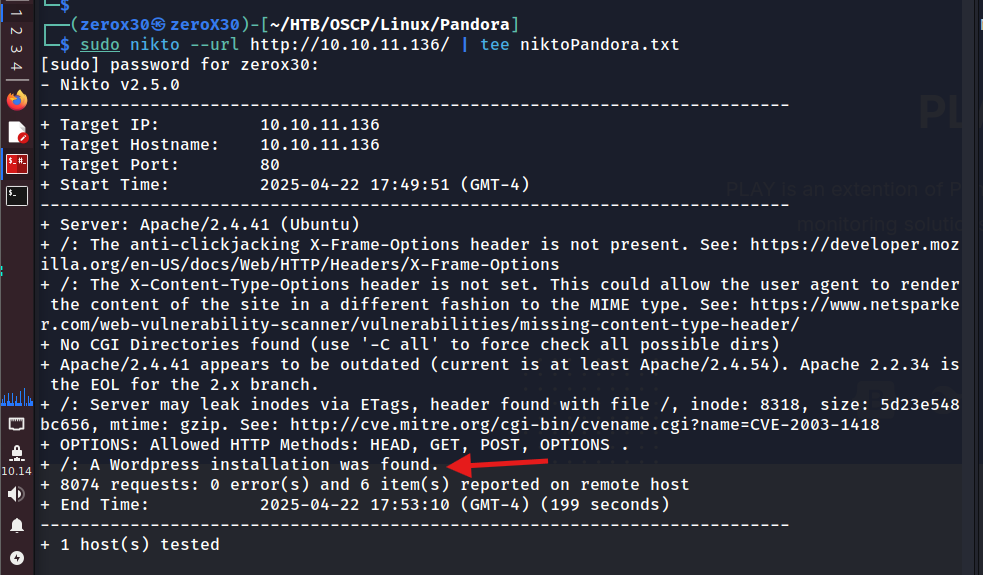 └─$
┌──(zerox30㉿zeroX30)-[~/HTB/OSCP/Linux/Pandora]
└─$ sudo nikto --url http://10.10.11.136/ | tee niktoPandora.txt
[sudo] password for zerox30:
- Nikto v2.5.0
---------------------------------------------------------------------------
+ Target IP:          10.10.11.136
+ Target Hostname:    10.10.11.136
+ Target Port:        80
+ Start Time:         2025-04-22 17:49:51 (GMT-4)
---------------------------------------------------------------------------
+ Server: Apache/2.4.41 (Ubuntu)
+ /: The anti-clickjacking X-Frame-Options header is not present. See: https://developer.moz
illa.org/en-US/docs/Web/HTTP/Headers/X-Frame-Options
+ /: The X-Content-Type-Options header is not set. This could allow the user agent to render
 the content of the site in a different fashion to the MIME type. See: https://www.netsparke
r.com/web-vulnerability-scanner/vulnerabilities/missing-content-type-header/
+ No CGI Directories found (use '-C all' to force check all possible dirs)
+ Apache/2.4.41 appears to be outdated (current is at least Apache/2.4.54). Apache 2.2.34 is
 the EOL for the 2.x branch.
+ /: Server may leak inodes via ETags, header found with file /, inode: 8318, size: 5d23e548
bc656, mtime: gzip. See: http://cve.mitre.org/cgi-bin/cvename.cgi?name=CVE-2003-1418
+ OPTIONS: Allowed HTTP Methods: HEAD, GET, POST, OPTIONS .
+ /: A Wordpress installation was found.
+ 8074 requests: 0 error(s) and 6 item(s) reported on remote host
+ End Time:           2025-04-22 17:53:10 (GMT-4) (199 seconds)
---------------------------------------------------------------------------
+ 1 host(s) tested
1
2
3
4
10.14
PLAY is an extention of P
monitoring soluti